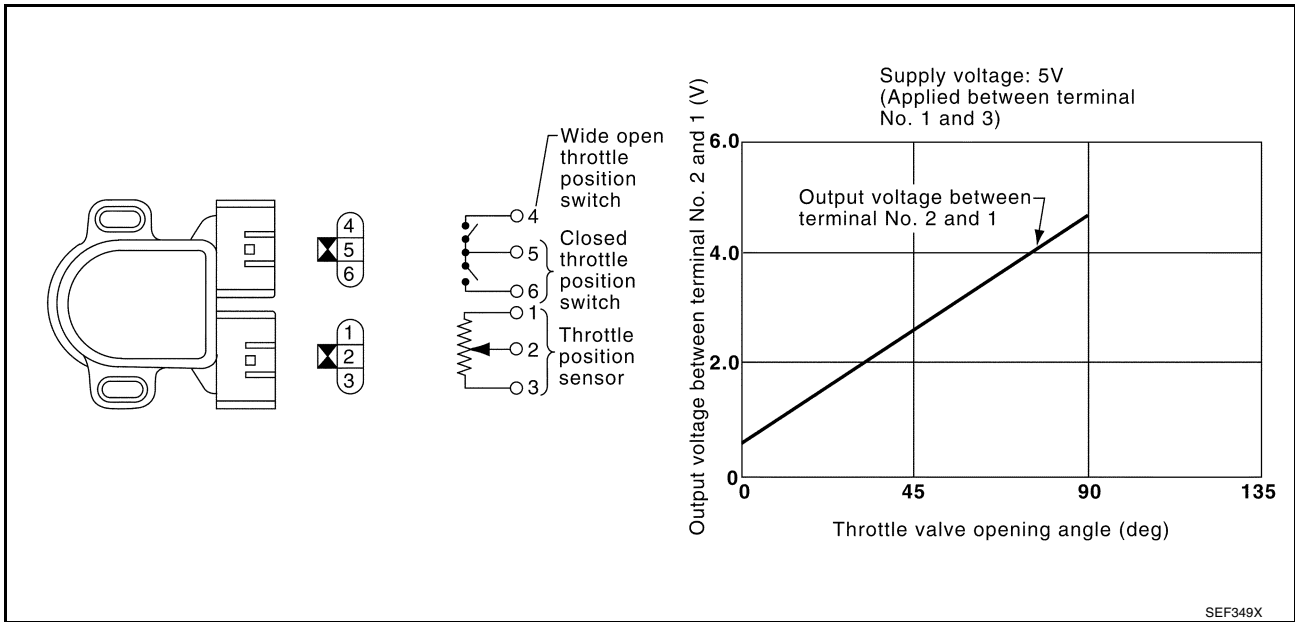 4
5
6
1
2
3
Wide open
throttle
position
switch
4
5
6
Closed
throttle
position
switch
1
2
3
Throttle
position
sensor
Supply voltage: 5V
(Applied between terminal
No. 1 and 3)
Output voltage between terminal No. 2 and 1 (V)
6.0
4.0
2.0
0
Output voltage between
terminal No. 2 and 1
0
45
90
135
Throttle valve opening angle (deg)
SEF349X